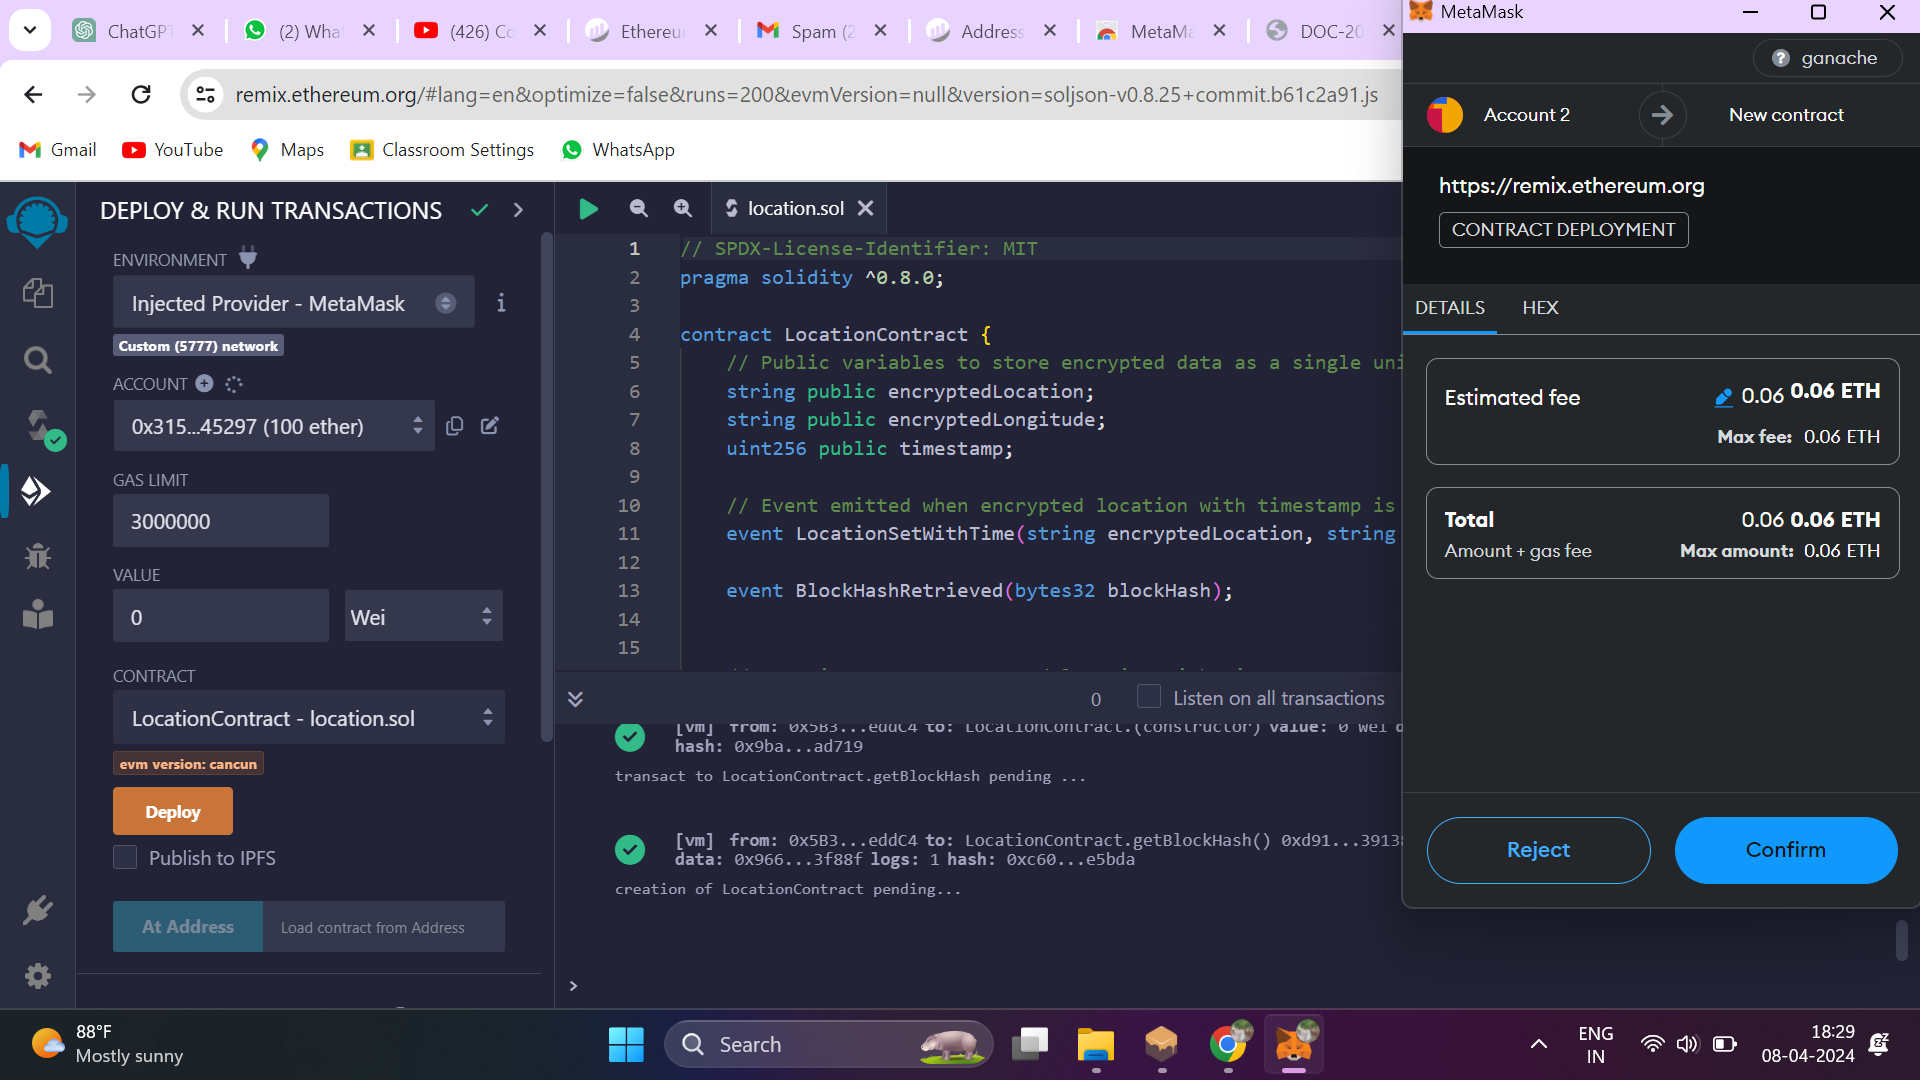 ChatGP
(2) Wha
(426) Co
Ethereu
Spam (2
Address
MetaMa
DOC-20
MetaMask
remix.ethereum.org/#lang=en&optimize=false&runs=200&evmVersion=null&version=soljson-v0.8.25+commit.b61c2a91.js
Gmail
YouTube
Maps
Classroom Settings
WhatsApp
DEPLOY & RUN TRANSACTIONS
ENVIRONMENT
Injected Provider - MetaMask
i
Custom (5777) network
ACCOUNT
0x315...45297 (100 ether)
GAS LIMIT
3000000
VALUE
0
Wei
CONTRACT
LocationContract - location.sol
evm version: cancun
Deploy
Publish to IPFS
At Address
Load contract from Address
location.sol
1 // SPDX-License-Identifier: MIT
2 pragma solidity ^0.8.0;
3
4 contract LocationContract {
5 // Public variables to store encrypted data as a single uni
6 string public encryptedLocation;
7 string public encryptedLongitude;
8 uint256 public timestamp;
9
10 // Event emitted when encrypted location with timestamp is
11 event LocationSetWithTime(string encryptedLocation, string
12
13 event BlockHashRetrieved(bytes32 blockHash);
14
15
0
Listen on all transactions
[vm] from: 0x5B3...eddC4 to: LocationContract.(constructor) value: 0 wei d
hash: 0x9ba...ad719
transact to LocationContract.getBlockHash pending ...
[vm] from: 0x5B3...eddC4 to: LocationContract.getBlockHash() 0xd91...39138
data: 0x966...3f88f logs: 1 hash: 0xc60...e5bda
creation of LocationContract pending...
>
ganache
Account 2
New contract
https://remix.ethereum.org
CONTRACT DEPLOYMENT
DETAILS
HEX
Estimated fee
0.06 0.06 ETH
Max fee: 0.06 ETH
Total
0.06 0.06 ETH
Amount + gas fee
Max amount: 0.06 ETH
Reject
Confirm
88°F
Mostly sunny
Search
ENG
IN
18:29
08-04-2024